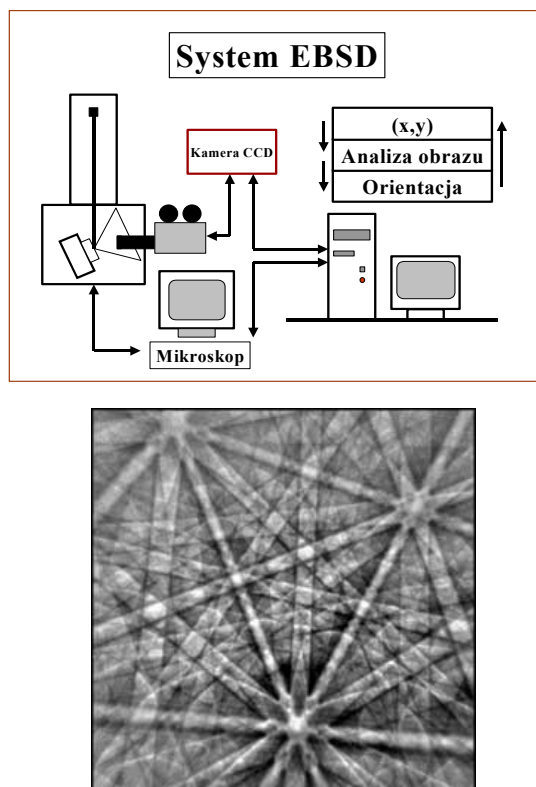 System EBSD
Kamera CCD
(x,y)
Analiza obrazu
Orientacja
Mikroskop